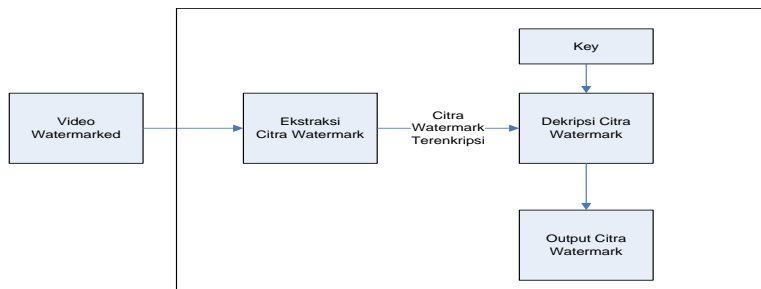 Key
Video
Watermarked
Ekstraksi
Citra Watermark
Citra
Watermark
Terenkripsi
Dekripsi Citra
Watermark
Output Citra
Watermark